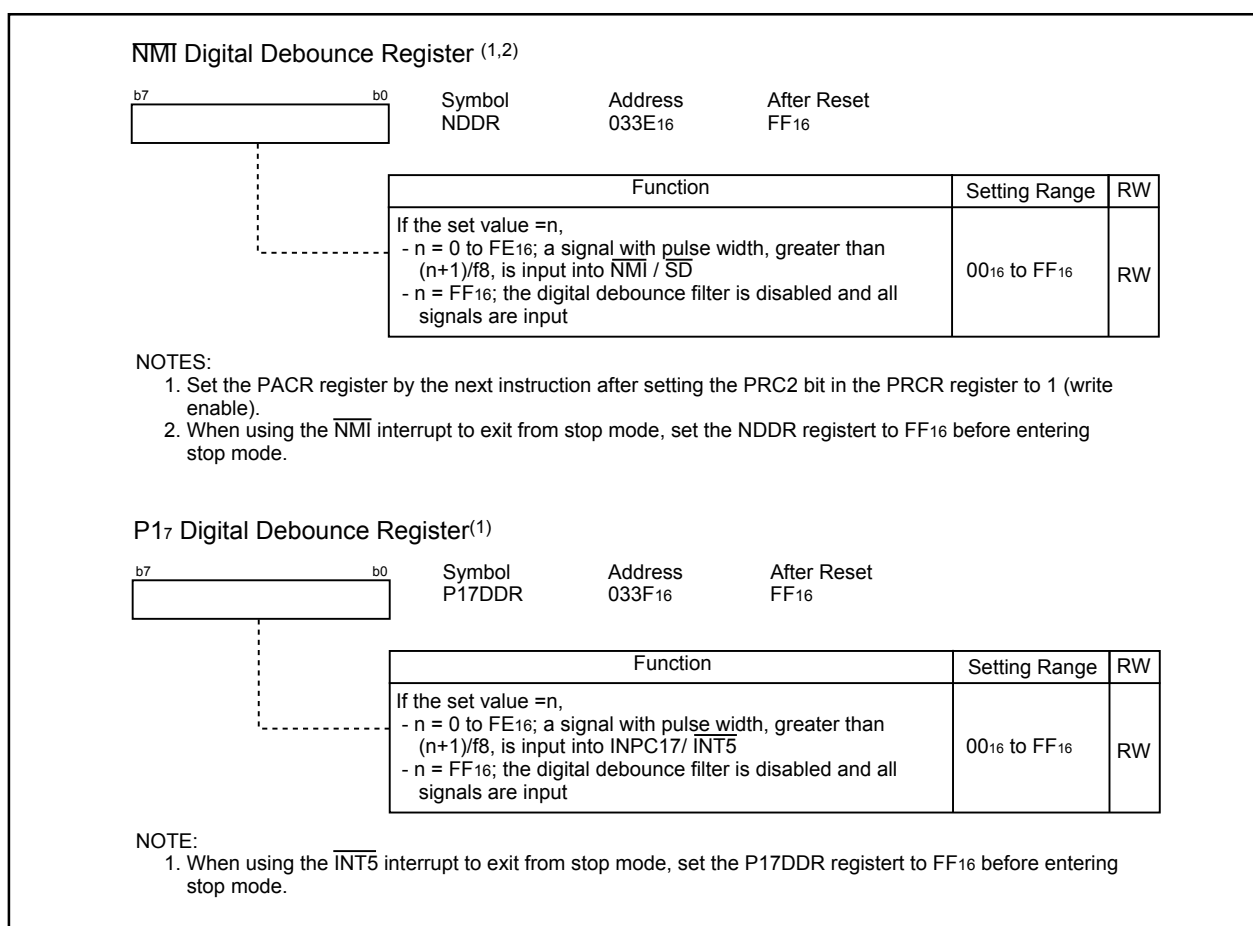 NMI Digital Debounce Register (1,2)
b7 b0 Symbol Address After Reset
NDDR 033E16 FF16
Function Setting Range RW
If the set value =n,
- n = 0 to FE16; a signal with pulse width, greater than
(n+1)/f8, is input into NMI / SD
- n = FF16; the digital debounce filter is disabled and all
signals are input
0016 to FF16 RW
NOTES:
1. Set the PACR register by the next instruction after setting the PRC2 bit in the PRCR register to 1 (write
enable).
2. When using the NMI interrupt to exit from stop mode, set the NDDR registert to FF16 before entering
stop mode.
P17 Digital Debounce Register(1)
b7 b0 Symbol Address After Reset
P17DDR 033F16 FF16
Function Setting Range RW
If the set value =n,
- n = 0 to FE16; a signal with pulse width, greater than
(n+1)/f8, is input into INPC17/ INT5
- n = FF16; the digital debounce filter is disabled and all
signals are input
0016 to FF16 RW
NOTE:
1. When using the INT5 interrupt to exit from stop mode, set the P17DDR registert to FF16 before entering
stop mode.